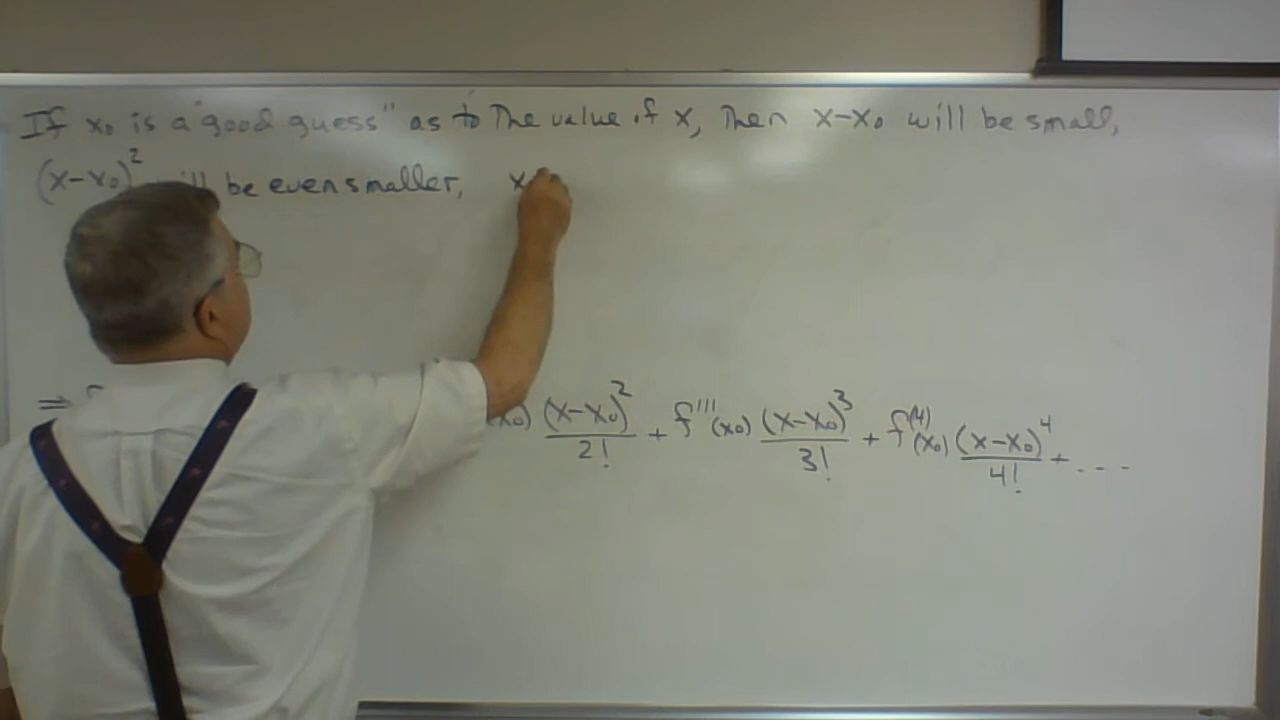 If x₀ is a "good guess" as to The value of x, Then x-x₀ will be small,
(x-x₀)² will be even smaller, x
⇒ (x₀) (x-x₀)²/2! + f'''(x₀) (x-x₀)³/3! + f⁽⁴⁾(x₀) (x-x₀)⁴/4! + ...